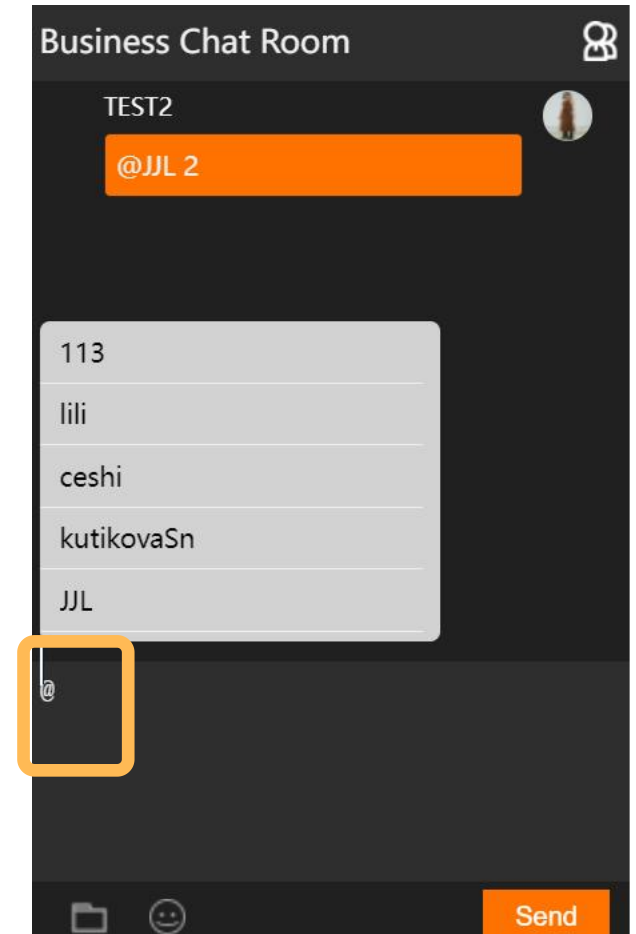 Business Chat Room
TEST2
@JJL 2
113
lili
ceshi
kutikovaSn
JJL
@
Send